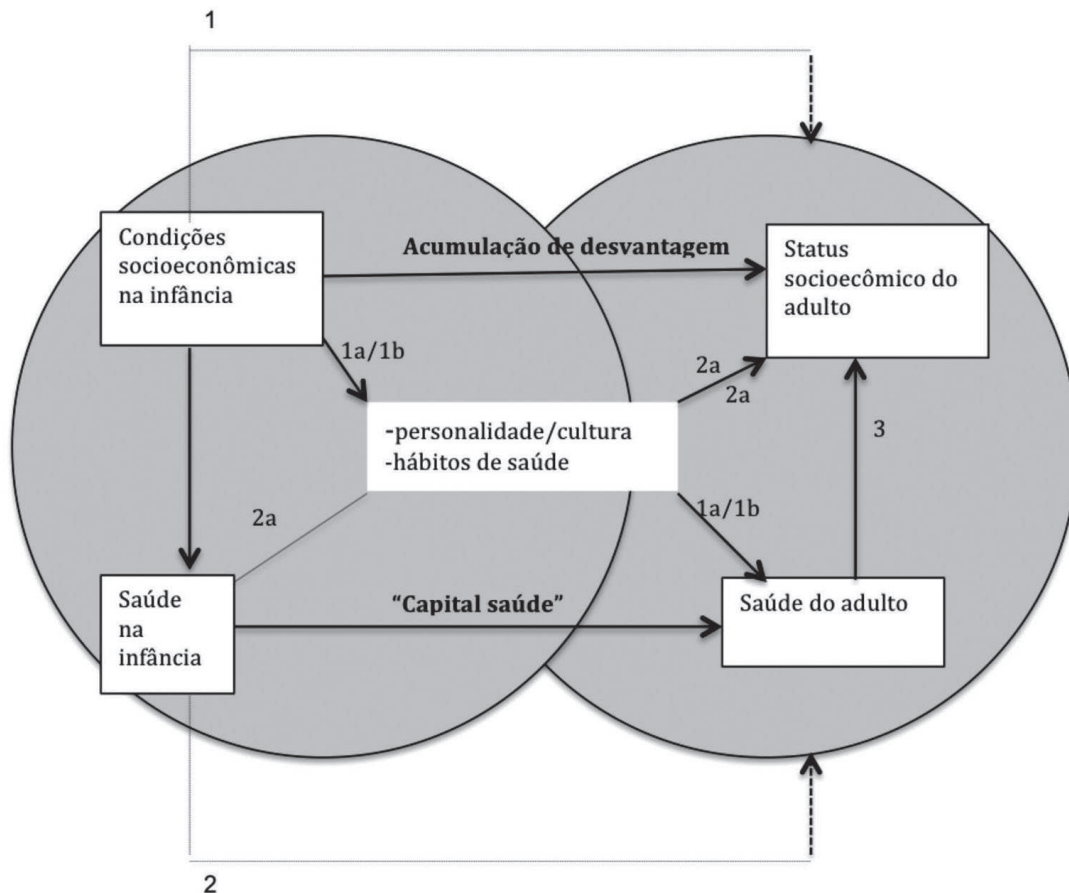 1
Condições
socioeconômicas
na infância
Acumulação de desvantagem
Status
socioecômico do
adulto
1a/1b
2a
2a
-personalidade/cultura
-hábitos de saúde
3
2a
1a/1b
Saúde
na
infância
“Capital saúde”
Saúde do adulto
2